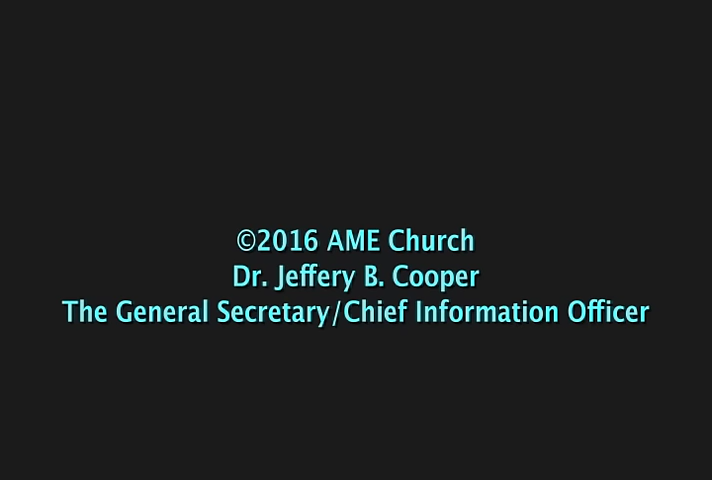 ©2016 AME Church
Dr. Jeffery B. Cooper
The General Secretary/Chief Information Officer